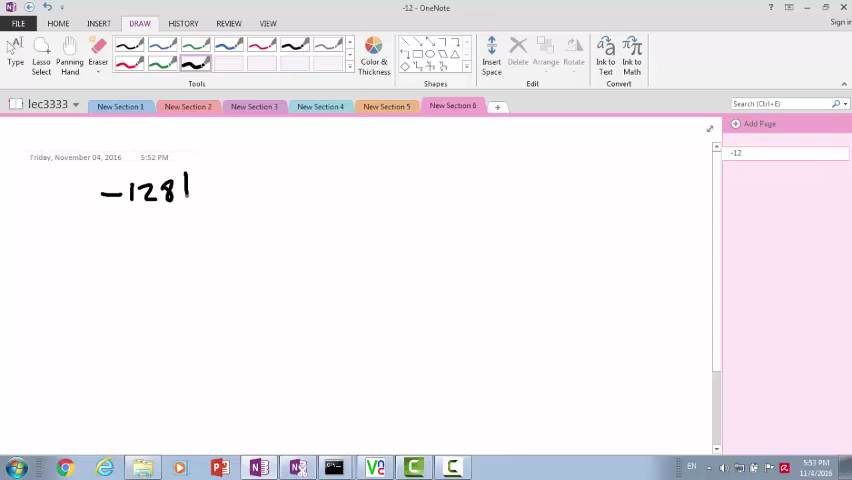 -12 - OneNote
FILE HOME INSERT DRAW HISTORY REVIEW VIEW
Sign in
Type Lasso Select Panning Hand Eraser Color & Thickness Insert Space Delete Arrange Rotate Ink to Text Ink to Math
Tools Shapes Edit Convert
lec3333 New Section 1 New Section 2 New Section 3 New Section 4 New Section 5 New Section 6 Search (Ctrl+E)
Add Page
Friday, November 04, 2016 5:52 PM
-12
-128|
EN 5:53 PM
11/4/2016